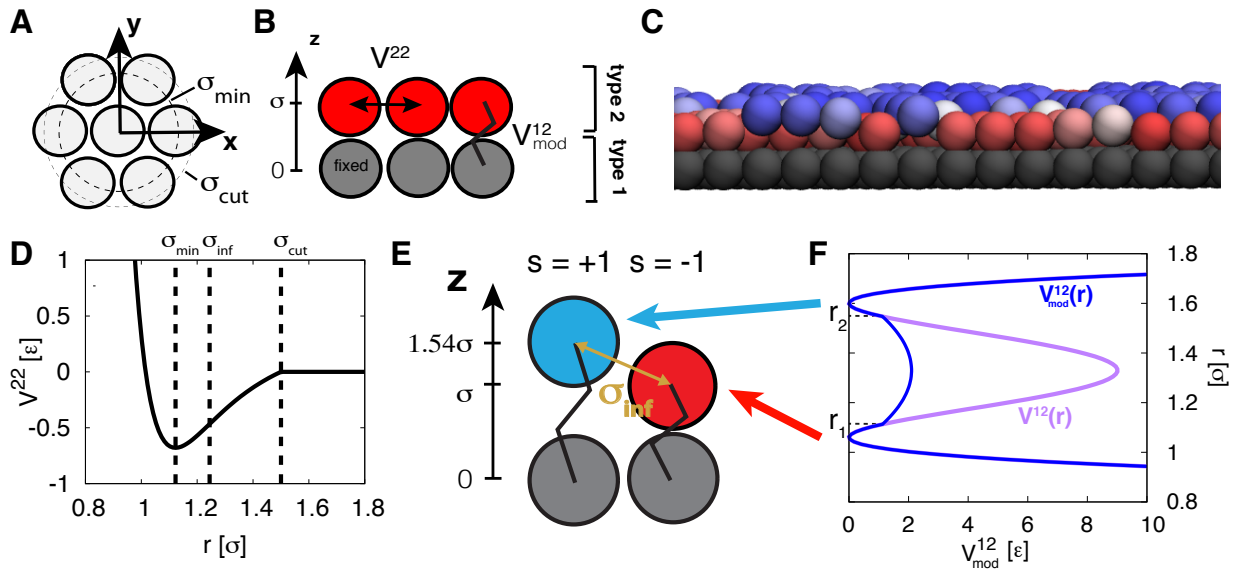 A
y
x
σmin
σcut
B
z
σ
0
V²²
V¹²mod
fixed
type 2
type 1
C
D
σmin
σinf
σcut
V²² [ε]
1
0.5
0
-0.5
-1
0.8
1
1.2
1.4
1.6
1.8
r [σ]
E
s = +1
s = -1
z
1.54σ
σ
0
σinf
F
V¹²mod(r)
V¹²(r)
r2
r1
1.8
1.6
1.4
1.2
1
0.8
r [σ]
0
2
4
6
8
10
V¹²mod [ε]